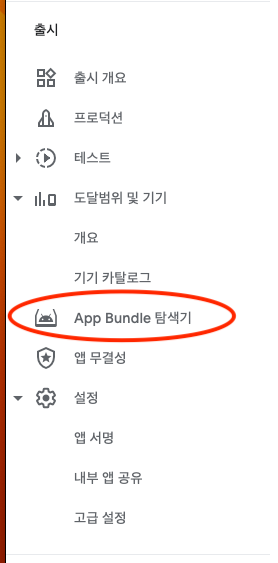 출시
출시 개요
프로덕션
테스트
도달범위 및 기기
개요
기기 카탈로그
App Bundle 탐색기
앱 무결성
설정
앱 서명
내부 앱 공유
고급 설정